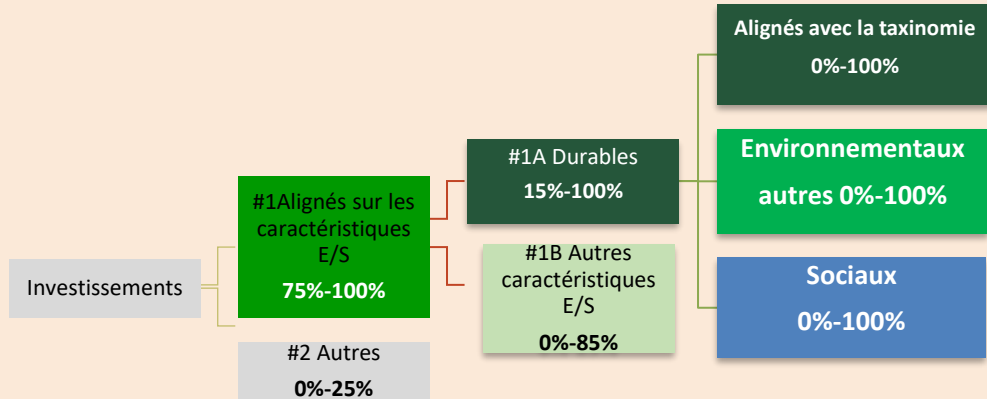 Investissements
#1Alignés sur les
caractéristiques
E/S
75%-100%
#2 Autres
0%-25%
#1A Durables
15%-100%
#1B Autres
caractéristiques
E/S
0%-85%
Alignés avec la taxinomie
0%-100%
Environnementaux
autres 0%-100%
Sociaux
0%-100%